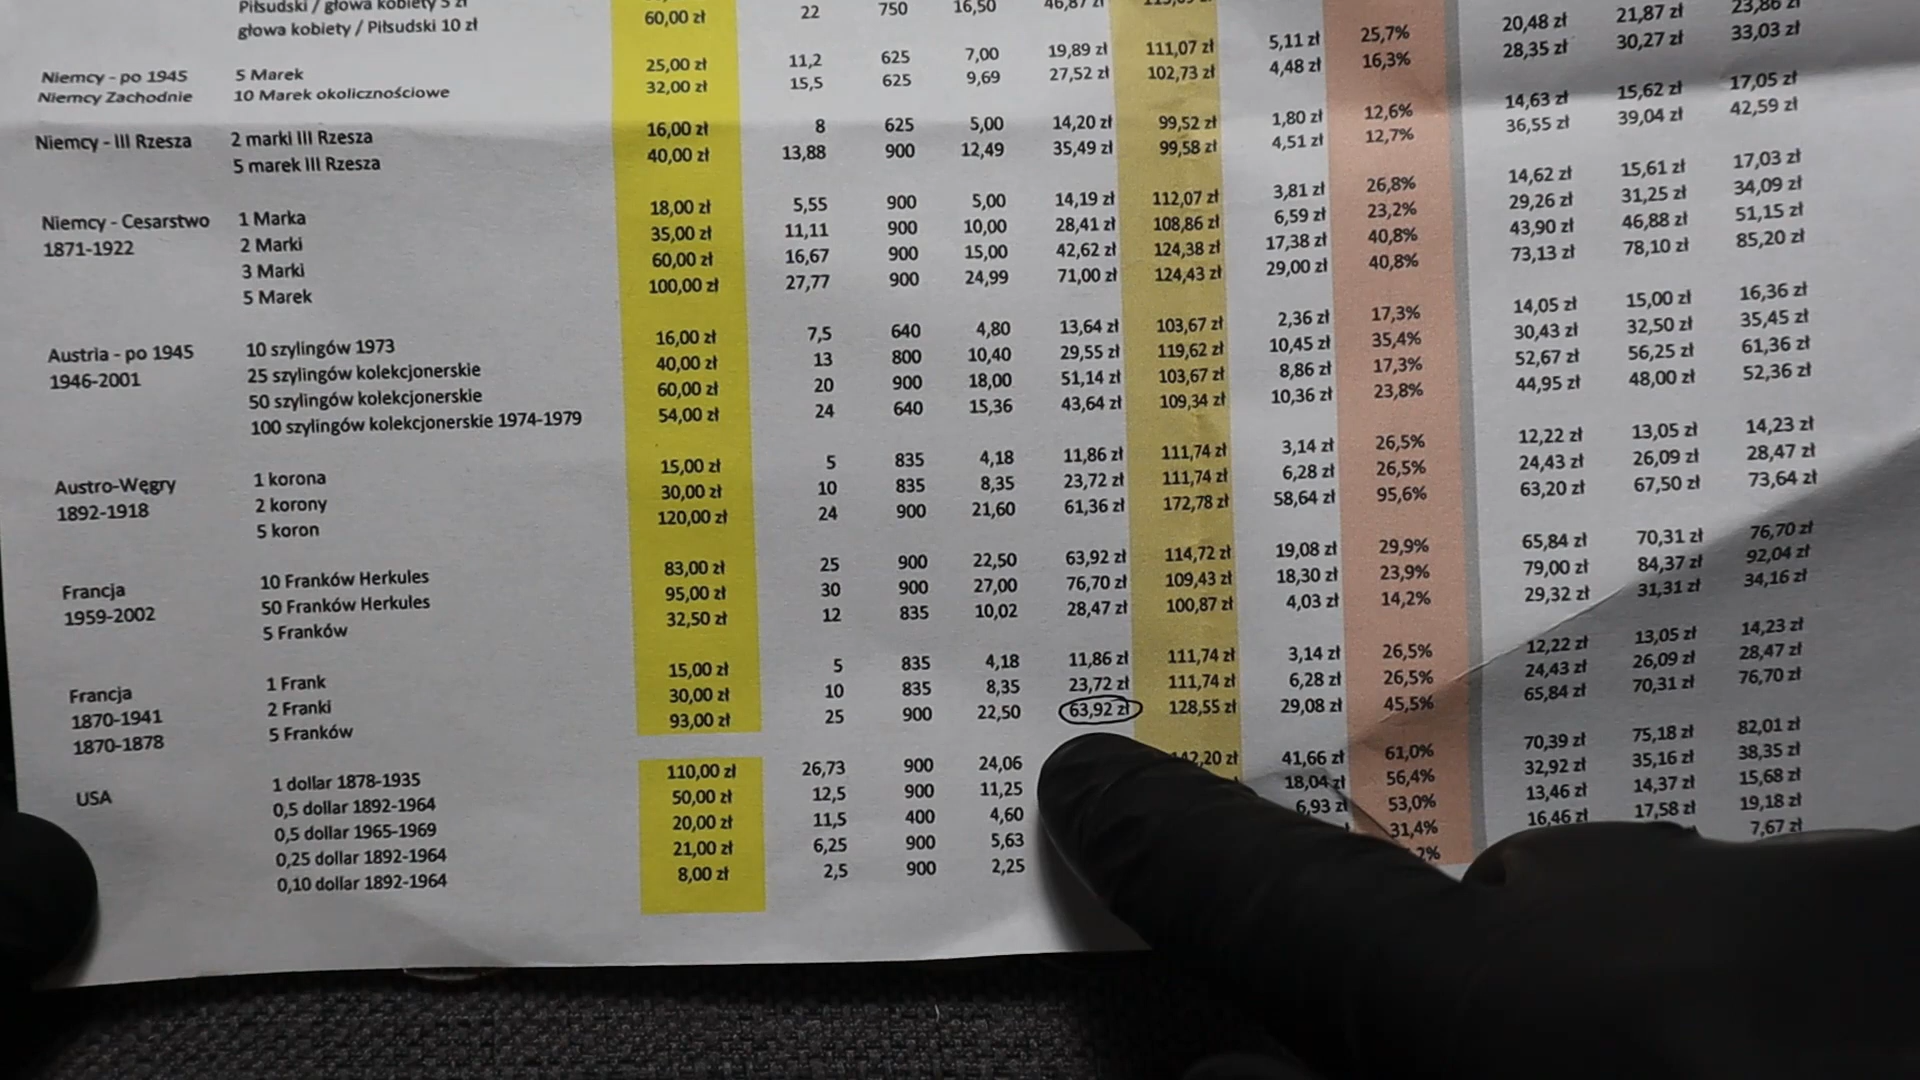 Piłsudski / głowa kobiety 5 zł
głowa kobiety / Piłsudski 10 zł 60,00 zł 22 750 16,50 46,87 zł 20,48 zł 21,87 zł 23,86 zł
Niemcy - po 1945 5 Marek 25,00 zł 11,2 625 7,00 19,89 zł 111,07 zł 5,11 zł 25,7% 28,35 zł 30,27 zł 33,03 zł
Niemcy Zachodnie 10 Marek okolicznościowe 32,00 zł 15,5 625 9,69 27,52 zł 102,73 zł 4,48 zł 16,3%
Niemcy - III Rzesza 2 marki III Rzesza 16,00 zł 8 625 5,00 14,20 zł 99,52 zł 1,80 zł 12,6% 14,63 zł 15,62 zł 17,05 zł
5 marek III Rzesza 40,00 zł 13,88 900 12,49 35,49 zł 99,58 zł 4,51 zł 12,7% 36,55 zł 39,04 zł 42,59 zł
Niemcy - Cesarstwo 1 Marka 18,00 zł 5,55 900 5,00 14,19 zł 112,07 zł 3,81 zł 26,8% 14,62 zł 15,61 zł 17,03 zł
1871-1922 2 Marki 35,00 zł 11,11 900 10,00 28,41 zł 108,86 zł 6,59 zł 23,2% 29,26 zł 31,25 zł 34,09 zł
3 Marki 60,00 zł 16,67 900 15,00 42,62 zł 124,38 zł 17,38 zł 40,8% 43,90 zł 46,88 zł 51,15 zł
5 Marek 100,00 zł 27,77 900 24,99 71,00 zł 124,43 zł 29,00 zł 40,8% 73,13 zł 78,10 zł 85,20 zł
Austria - po 1945 10 szylingów 1973 16,00 zł 7,5 640 4,80 13,64 zł 103,67 zł 2,36 zł 17,3% 14,05 zł 15,00 zł 16,36 zł
1946-2001 25 szylingów kolekcjonerskie 40,00 zł 13 800 10,40 29,55 zł 119,62 zł 10,45 zł 35,4% 30,43 zł 32,50 zł 35,45 zł
50 szylingów kolekcjonerskie 60,00 zł 20 900 18,00 51,14 zł 103,67 zł 8,86 zł 17,3% 52,67 zł 56,25 zł 61,36 zł
100 szylingów kolekcjonerskie 1974-1979 54,00 zł 24 640 15,36 43,64 zł 109,34 zł 10,36 zł 23,8% 44,95 zł 48,00 zł 52,36 zł
Austro-Węgry 1 korona 15,00 zł 5 835 4,18 11,86 zł 111,74 zł 3,14 zł 26,5% 12,22 zł 13,05 zł 14,23 zł
1892-1918 2 korony 30,00 zł 10 835 8,35 23,72 zł 111,74 zł 6,28 zł 26,5% 24,43 zł 26,09 zł 28,47 zł
5 koron 120,00 zł 24 900 21,60 61,36 zł 172,78 zł 58,64 zł 95,6% 63,20 zł 67,50 zł 73,64 zł
Francja 10 Franków Herkules 83,00 zł 25 900 22,50 63,92 zł 114,72 zł 19,08 zł 29,9% 65,84 zł 70,31 zł 76,70 zł
1959-2002 50 Franków Herkules 95,00 zł 30 900 27,00 76,70 zł 109,43 zł 18,30 zł 23,9% 79,00 zł 84,37 zł 92,04 zł
5 Franków 32,50 zł 12 835 10,02 28,47 zł 100,87 zł 4,03 zł 14,2% 29,32 zł 31,31 zł 34,16 zł
Francja 1 Frank 15,00 zł 5 835 4,18 11,86 zł 111,74 zł 3,14 zł 26,5% 12,22 zł 13,05 zł 14,23 zł
1870-1941 2 Franki 30,00 zł 10 835 8,35 23,72 zł 111,74 zł 6,28 zł 26,5% 24,43 zł 26,09 zł 28,47 zł
1870-1878 5 Franków 93,00 zł 25 900 22,50 63,92 zł 128,55 zł 29,08 zł 45,5% 65,84 zł 70,31 zł 76,70 zł
USA 1 dollar 1878-1935 110,00 zł 26,73 900 24,06 41,66 zł 61,0% 70,39 zł 75,18 zł 82,01 zł
0,5 dollar 1892-1964 50,00 zł 12,5 900 11,25 18,04 zł 56,4% 32,92 zł 35,16 zł 38,35 zł
0,5 dollar 1965-1969 20,00 zł 11,5 400 4,60 6,93 zł 53,0% 13,46 zł 14,37 zł 15,68 zł
0,25 dollar 1892-1964 21,00 zł 6,25 900 5,63 31,4% 16,46 zł 17,58 zł 19,18 zł
0,10 dollar 1892-1964 8,00 zł 2,5 900 2,25 7,67 zł